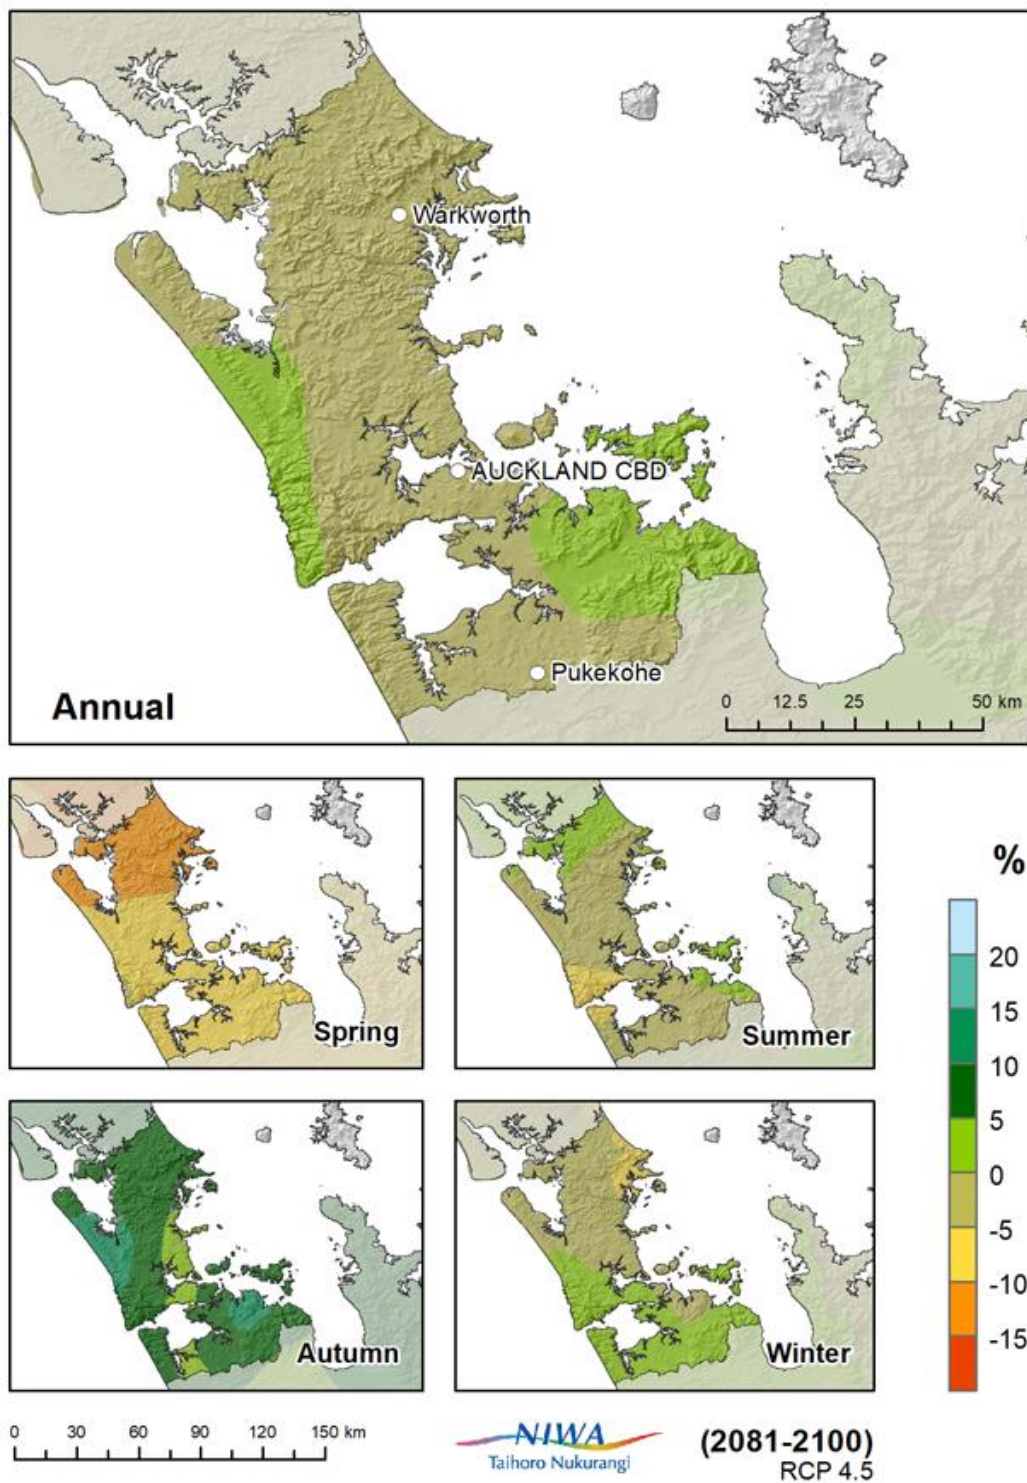 Warkworth
AUCKLAND CBD
Pukekohe
Annual
0 12.5 25 50 km
Spring
Summer
%
20
15
10
5
0
-5
-10
-15
Autumn
Winter
0 30 60 90 120 150 km
NIWA
Taihoro Nukurangi
(2081-2100)
RCP 4.5